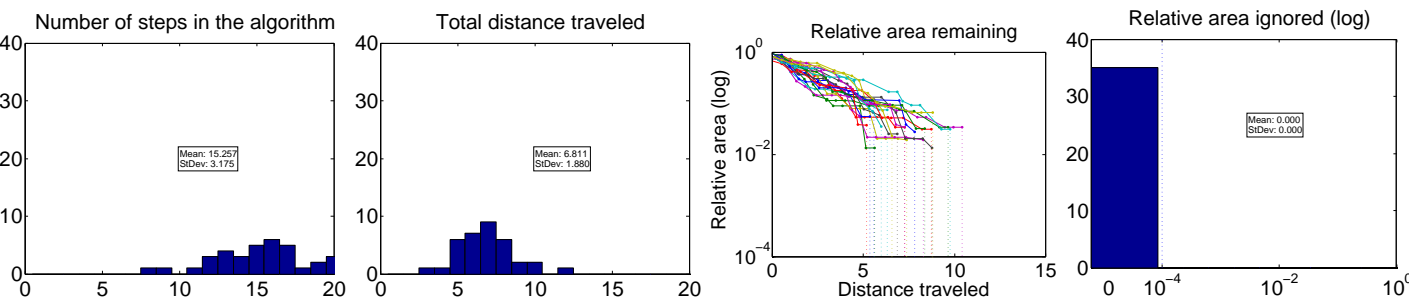 Number of steps in the algorithm
40
30
20
10
0
0 5 10 15 20
Mean: 15.257
StDev: 3.175
Total distance traveled
40
30
20
10
0
0 5 10 15 20
Mean: 6.811
StDev: 1.880
Relative area remaining
Relative area (log)
10^0
10^-2
10^-4
0 5 10 15
Distance traveled
Relative area ignored (log)
40
35
30
20
10
0
0 10^-4 10^-2 10^0
Mean: 0.000
StDev: 0.000